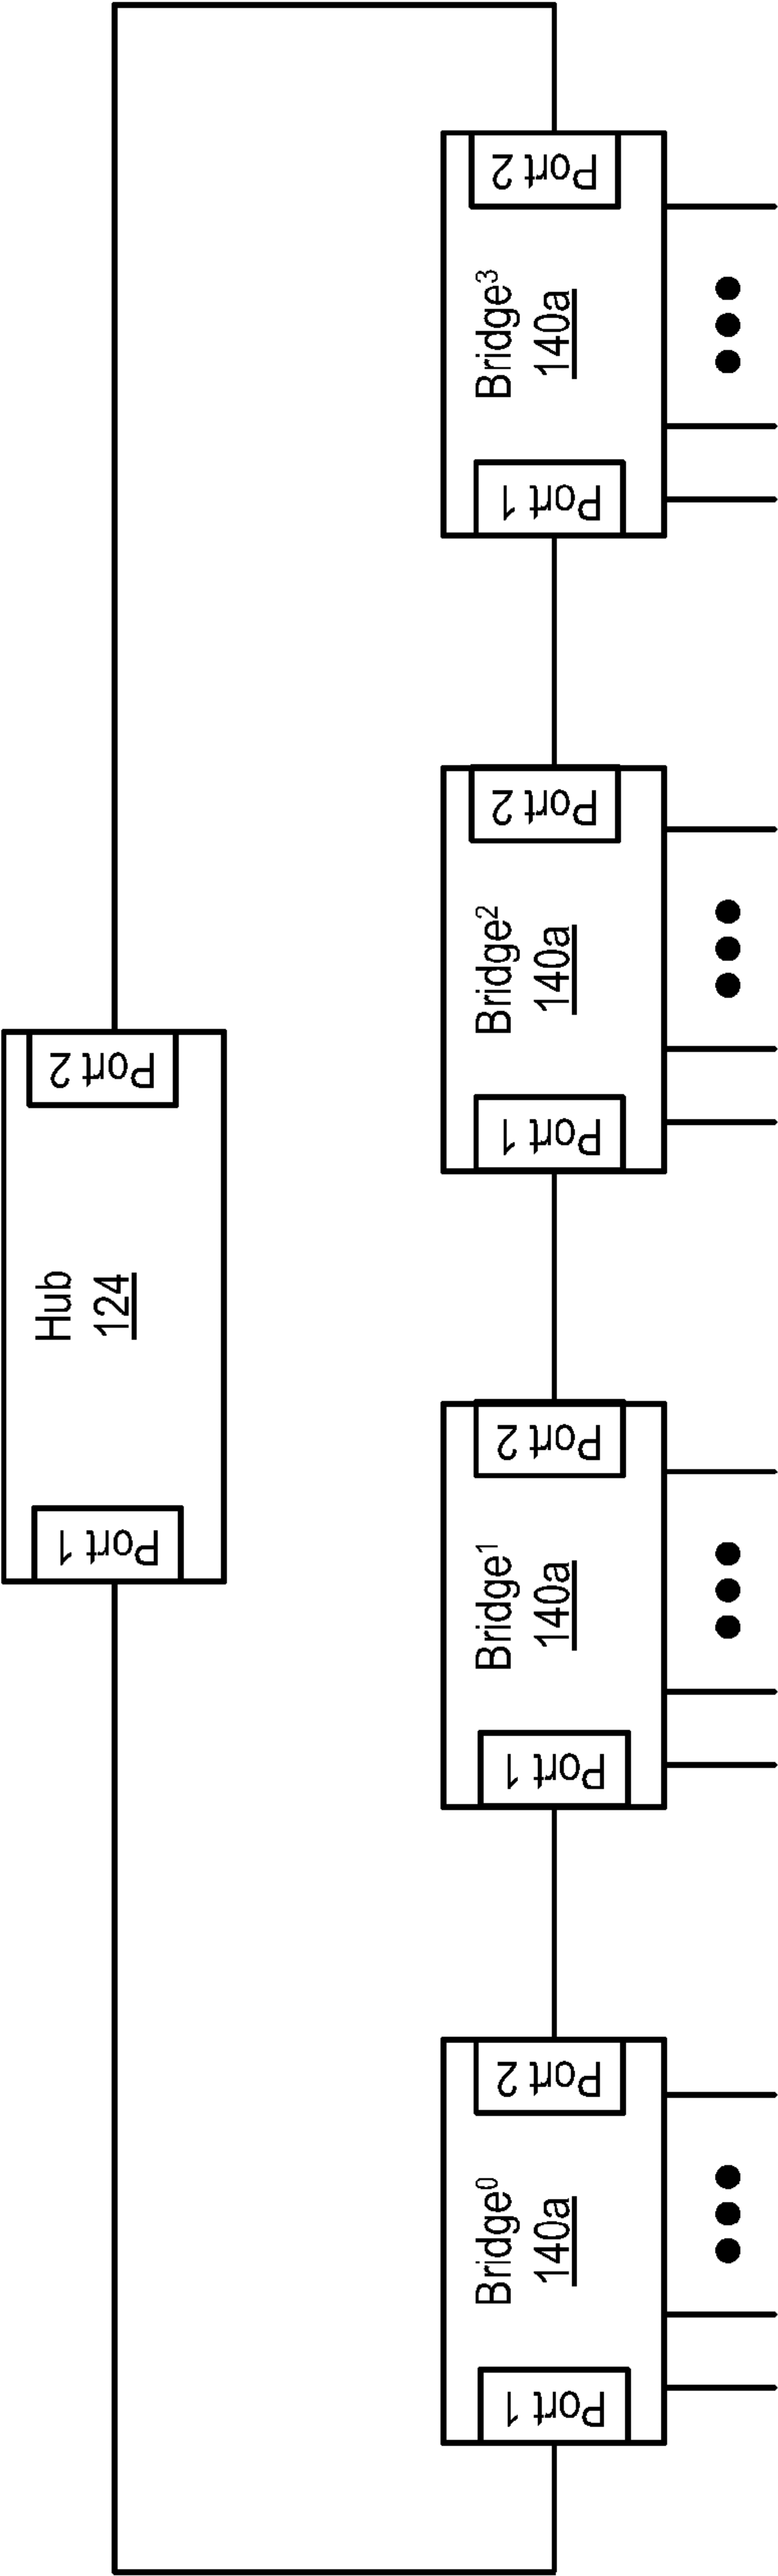 Hub
124
Port 1
Port 2
Bridge⁰
140a
Port 1
Port 2
Bridge¹
140a
Port 1
Port 2
Bridge²
140a
Port 1
Port 2
Bridge³
140a
Port 1
Port 2